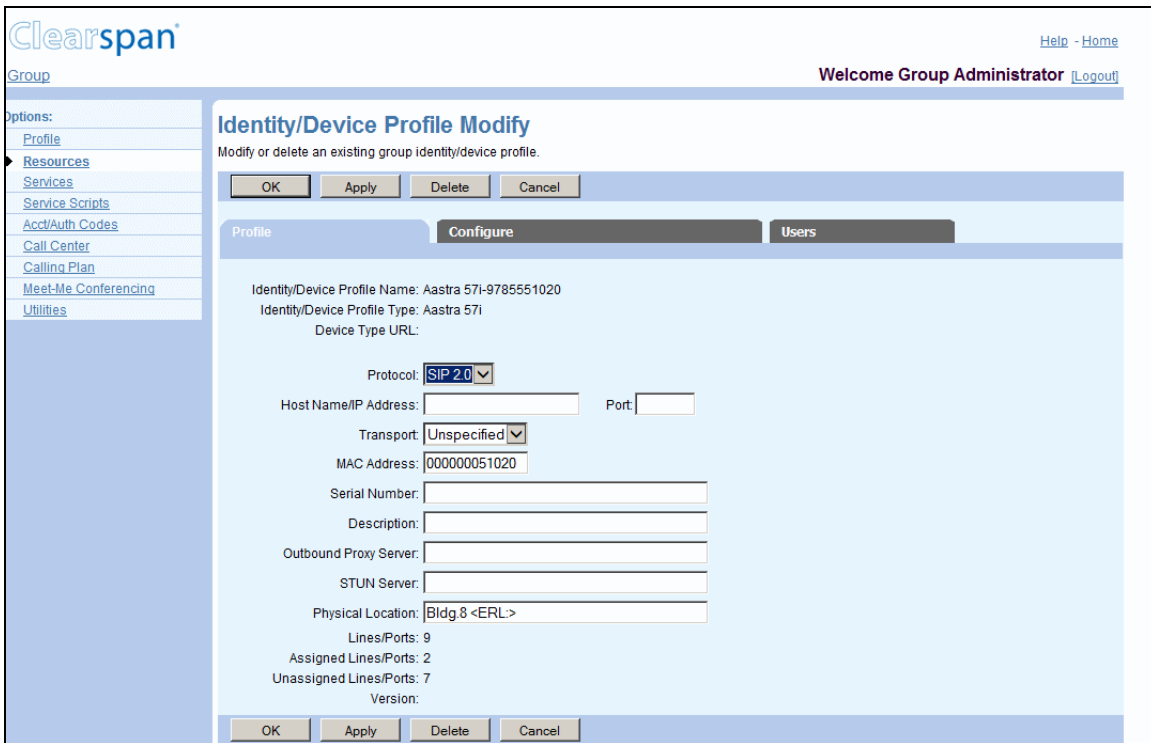 Clearspan
Help - Home
Group
Welcome Group Administrator [Logout]
Options:
Profile
Resources
Services
Service Scripts
Acct/Auth Codes
Call Center
Calling Plan
Meet-Me Conferencing
Utilities
Identity/Device Profile Modify
Modify or delete an existing group identity/device profile.
OK Apply Delete Cancel
Profile Configure Users
Identity/Device Profile Name: Aastra 57i-9785551020
Identity/Device Profile Type: Aastra 57i
Device Type URL:
Protocol: SIP 2.0
Host Name/IP Address: Port:
Transport: Unspecified
MAC Address: 000000051020
Serial Number:
Description:
Outbound Proxy Server:
STUN Server:
Physical Location: Bldg.8 <ERL:>
Lines/Ports: 9
Assigned Lines/Ports: 2
Unassigned Lines/Ports: 7
Version:
OK Apply Delete Cancel